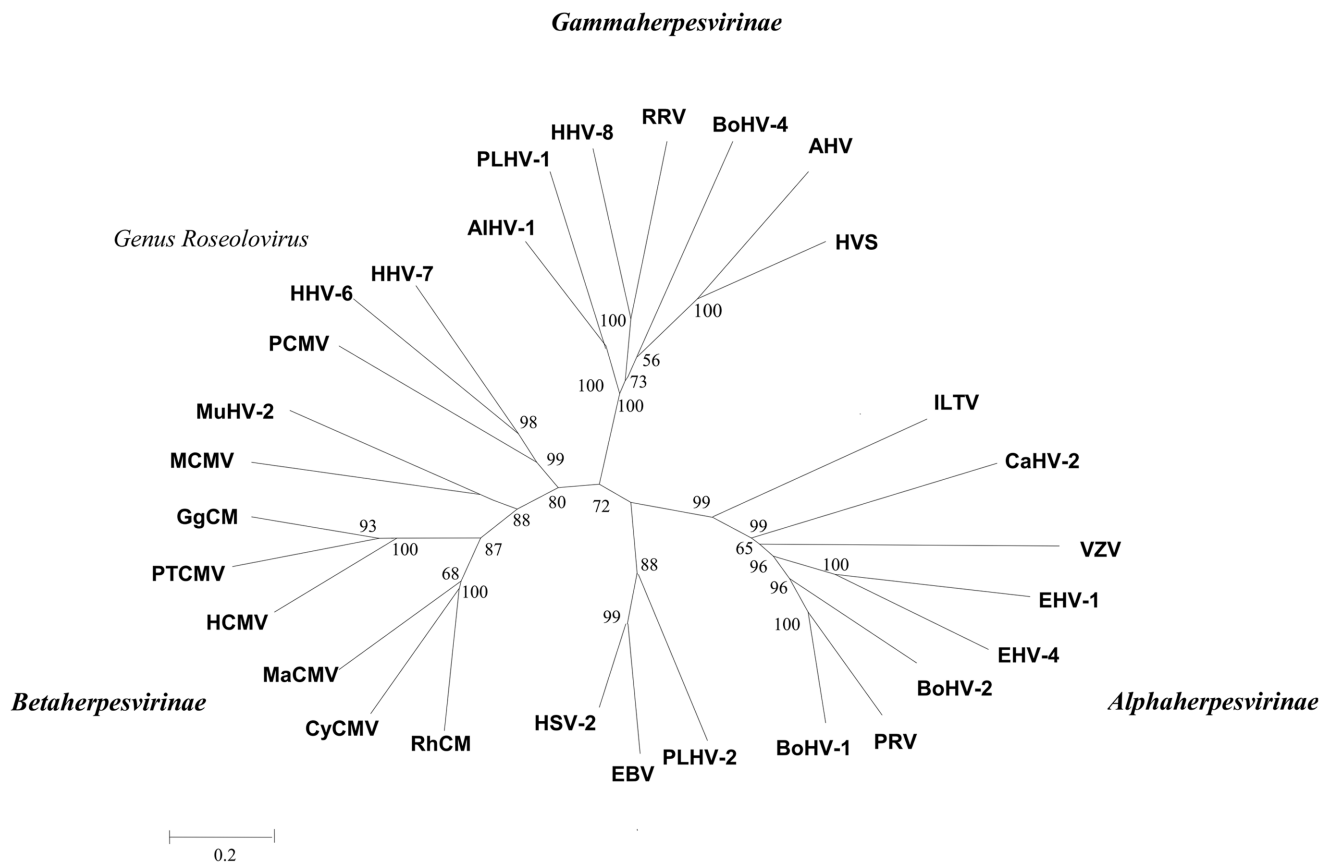 Gammaherpesvirinae
RRV
BoHV-4
HHV-8
AHV
PLHV-1
AlHV-1
HVS
Genus Roseolovirus
HHV-7
HHV-6
100
100
PCMV
56
73
100
100
ILTV
MuHV-2
98
MCMV
99
CaHV-2
80
72
99
GgCM
93
88
99
100
87
65
VZV
PTCMV
68
100
88
96
100
96
EHV-1
HCMV
99
100
EHV-4
MaCMV
BoHV-2
Betaherpesvirinae
Alphaherpesvirinae
CyCMV
RhCM
HSV-2
EBV
PLHV-2
BoHV-1
PRV
0.2